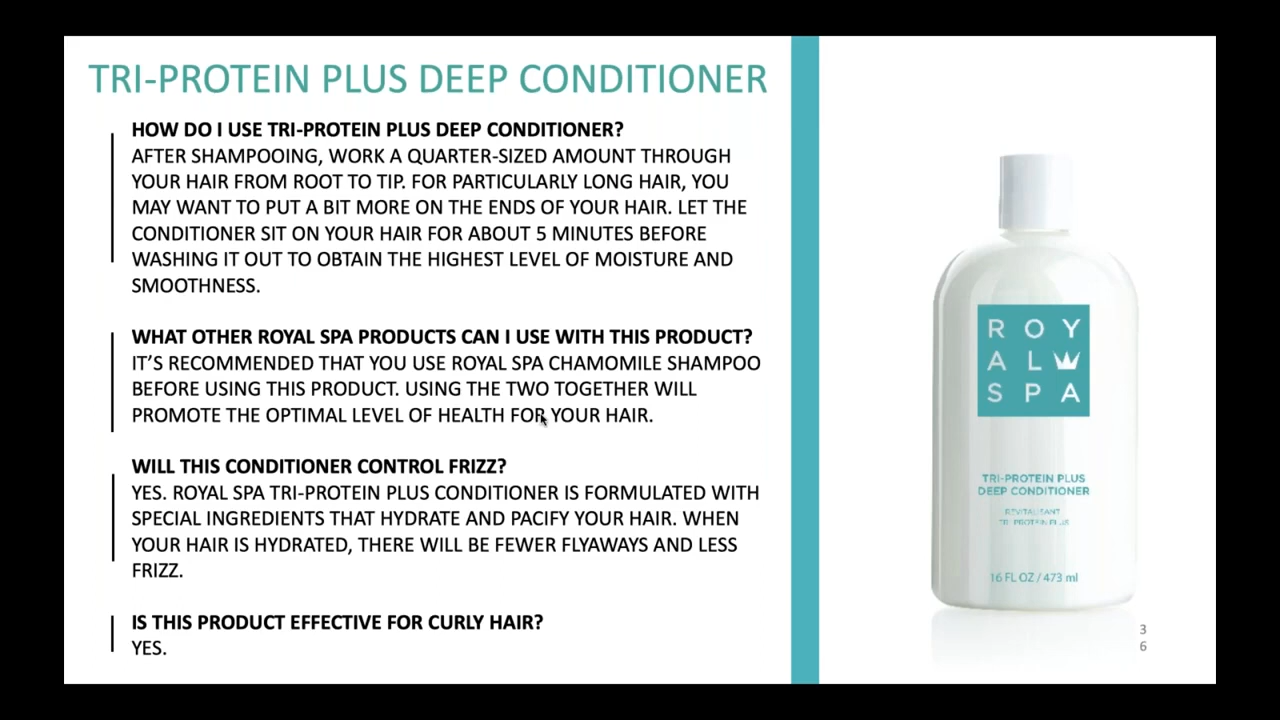 TRI-PROTEIN PLUS DEEP CONDITIONER
HOW DO I USE TRI-PROTEIN PLUS DEEP CONDITIONER?
AFTER SHAMPOOING, WORK A QUARTER-SIZED AMOUNT THROUGH
YOUR HAIR FROM ROOT TO TIP. FOR PARTICULARLY LONG HAIR, YOU
MAY WANT TO PUT A BIT MORE ON THE ENDS OF YOUR HAIR. LET THE
CONDITIONER SIT ON YOUR HAIR FOR ABOUT 5 MINUTES BEFORE
WASHING IT OUT TO OBTAIN THE HIGHEST LEVEL OF MOISTURE AND
SMOOTHNESS.
WHAT OTHER ROYAL SPA PRODUCTS CAN I USE WITH THIS PRODUCT?
IT'S RECOMMENDED THAT YOU USE ROYAL SPA CHAMOMILE SHAMPOO
BEFORE USING THIS PRODUCT. USING THE TWO TOGETHER WILL
PROMOTE THE OPTIMAL LEVEL OF HEALTH FOR YOUR HAIR.
WILL THIS CONDITIONER CONTROL FRIZZ?
YES. ROYAL SPA TRI-PROTEIN PLUS CONDITIONER IS FORMULATED WITH
SPECIAL INGREDIENTS THAT HYDRATE AND PACIFY YOUR HAIR. WHEN
YOUR HAIR IS HYDRATED, THERE WILL BE FEWER FLYAWAYS AND LESS
FRIZZ.
IS THIS PRODUCT EFFECTIVE FOR CURLY HAIR?
YES.
ROY
AL
SPA
TRI-PROTEIN PLUS
DEEP CONDITIONER
REVITALISANT
TRI-PROTEIN PLUS
16 FL OZ / 473 ml
3
6